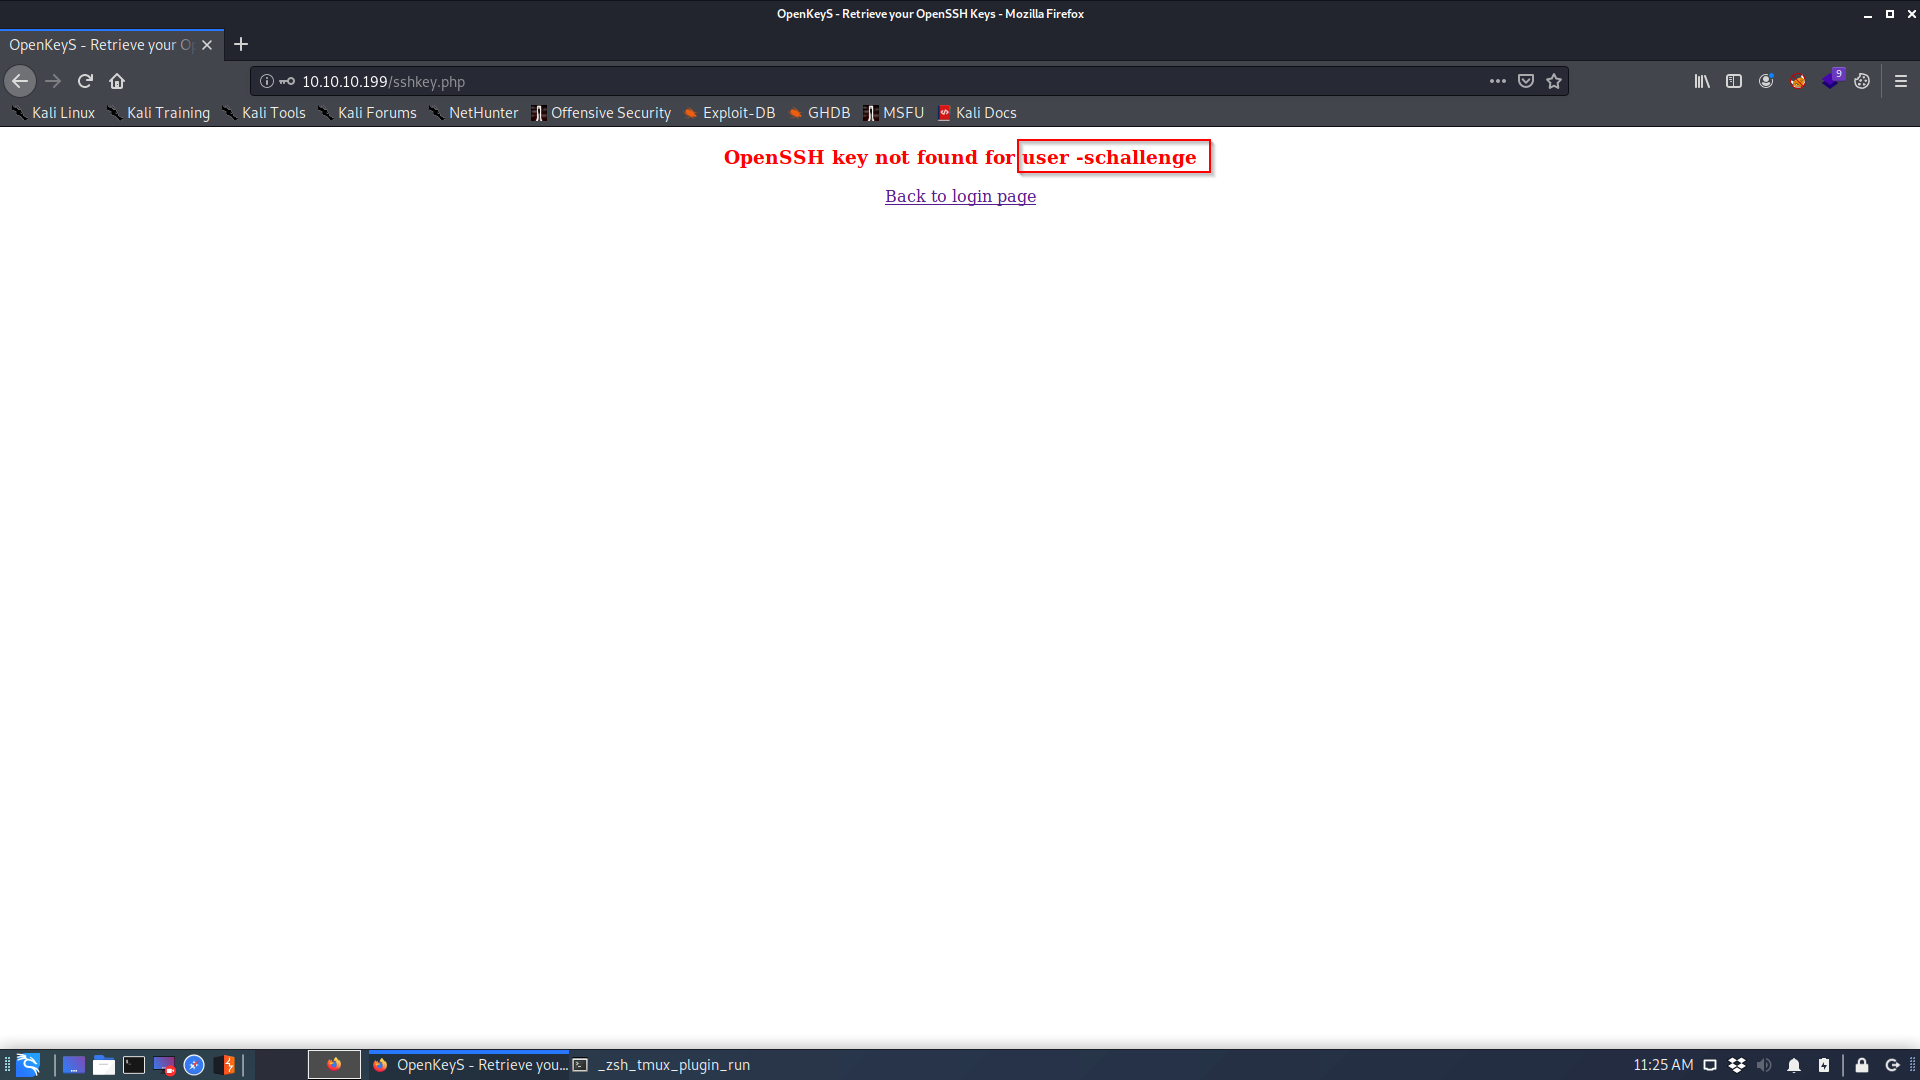 OpenKeyS - Retrieve your OpenSSH Keys - Mozilla Firefox
OpenKeyS - Retrieve your Op
10.10.10.199/sshkey.php
9
Kali Linux Kali Training Kali Tools Kali Forums NetHunter Offensive Security Exploit-DB GHDB MSFU Kali Docs
OpenSSH key not found for user -schallenge
Back to login page
OpenKeyS - Retrieve you... _zsh_tmux_plugin_run 11:25 AM